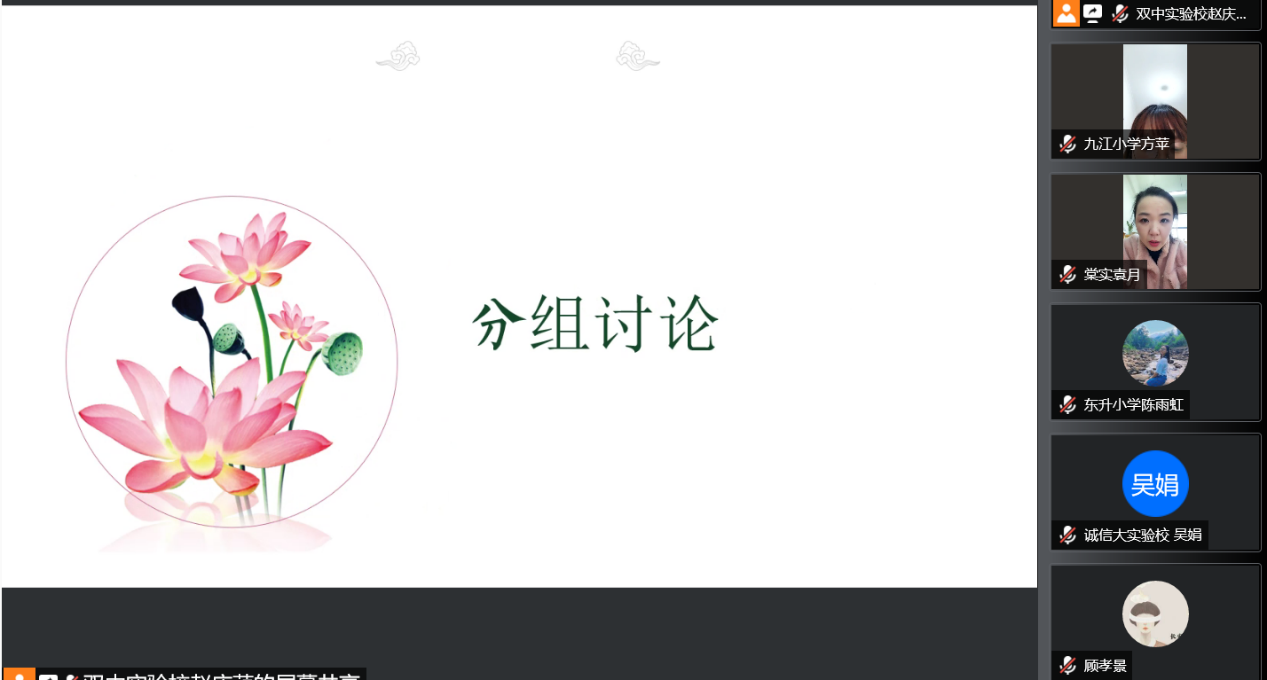 分组讨论
双中实验校赵庆...
九江小学方苹
棠实袁月
东升小学陈雨虹
吴娟
诚信大实验校 吴娟
顾孝景